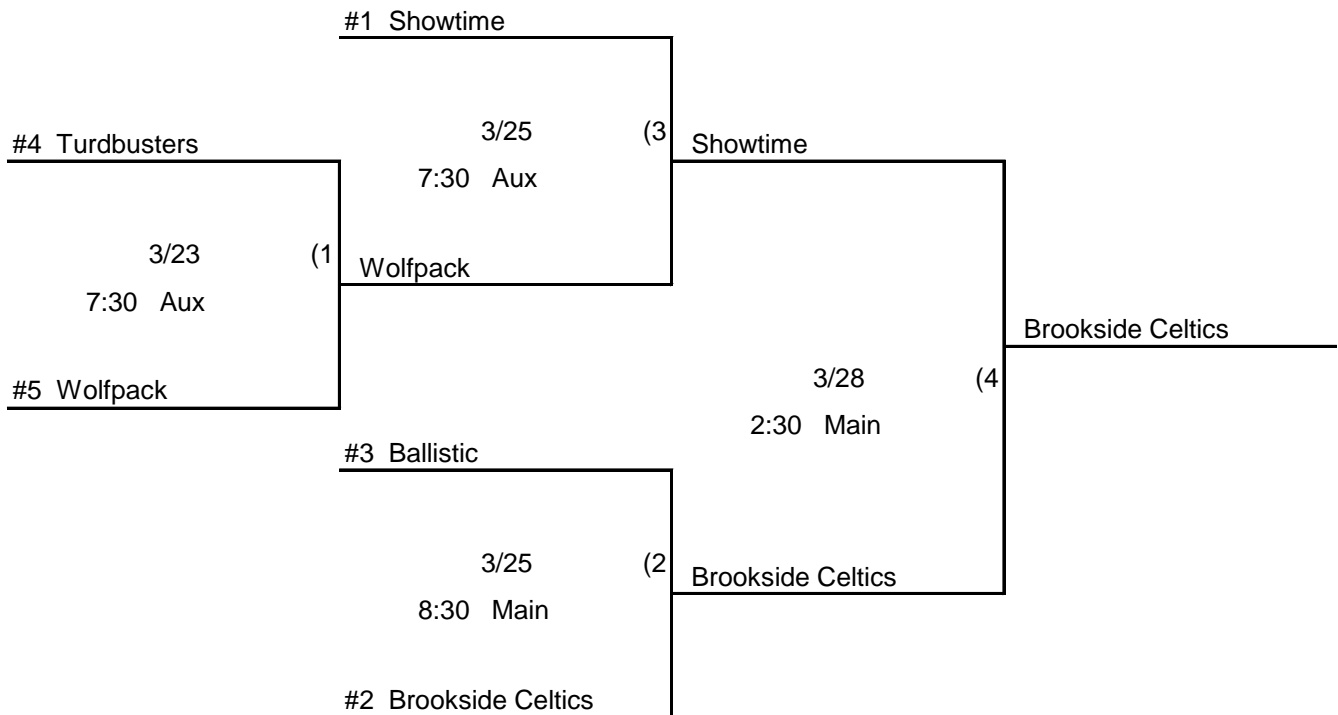 #1 Showtime
3/25 (3
#4 Turdbusters
Showtime
7:30 Aux
3/23 (1
Wolfpack
7:30 Aux
Brookside Celtics
#5 Wolfpack
3/28 (4
2:30 Main
#3 Ballistic
3/25 (2
Brookside Celtics
8:30 Main
#2 Brookside Celtics